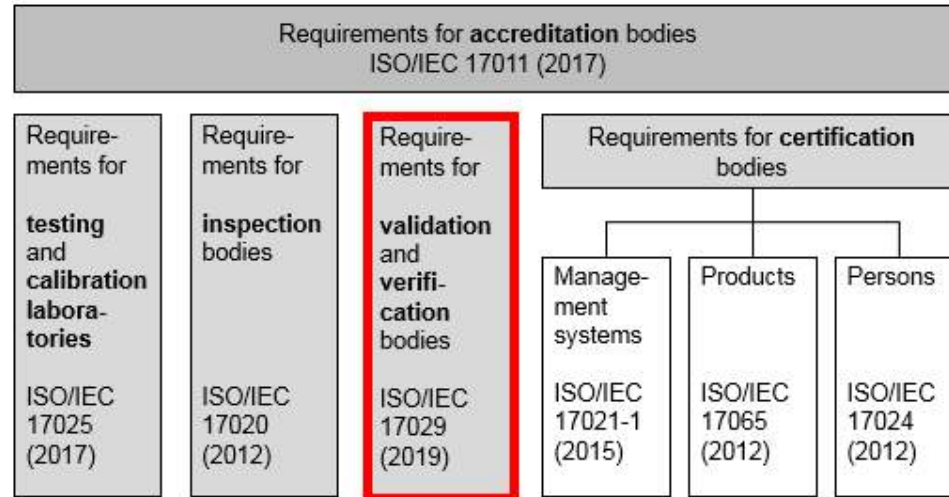 Requirements for accreditation bodies
ISO/IEC 17011 (2017)
Require-
ments for
testing
and
calibration
labora-
tories
ISO/IEC
17025
(2017)
Require-
ments for
inspection
bodies
ISO/IEC
17020
(2012)
Require-
ments for
validation
and
verifi-
cation
bodies
ISO/IEC
17029
(2019)
Requirements for certification
bodies
Manage-
ment
systems
ISO/IEC
17021-1
(2015)
Products
ISO/IEC
17065
(2012)
Persons
ISO/IEC
17024
(2012)